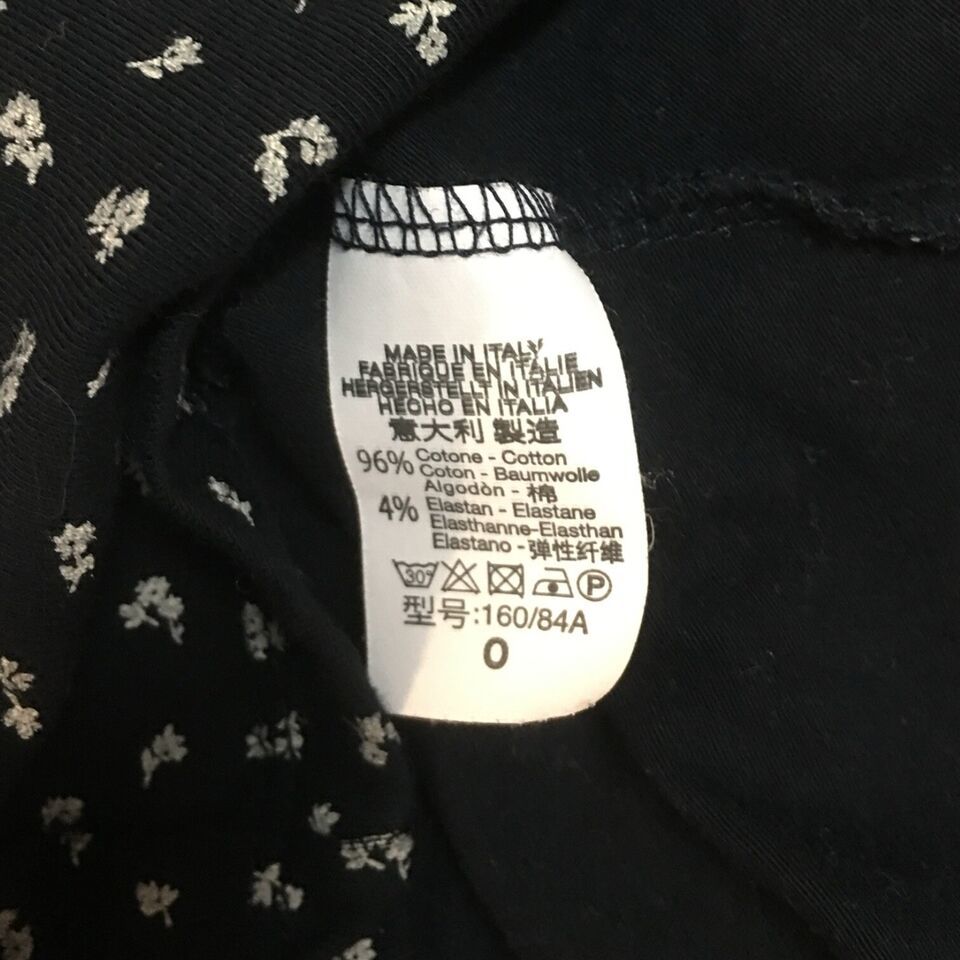 MADE IN ITALY
FABRIQUE EN ITALIE
HERGERSTELLT IN ITALIEN
HECHO EN ITALIA
意大利製造
96% Cotone - Cotton
Coton - Baumwolle
Algodòn - 棉
4% Elastan - Elastane
Elasthanne-Elasthan
Elastano - 弹性纤维
30° P
型号:160/84A
0